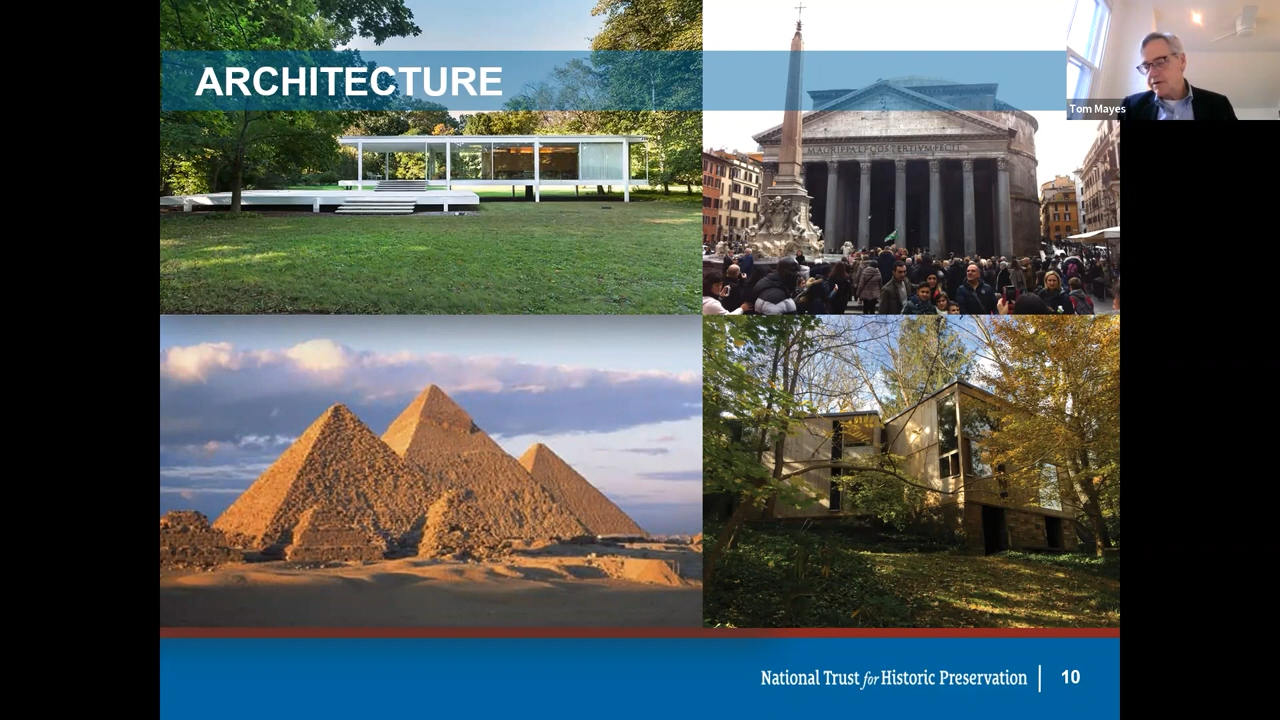 ARCHITECTURE
Tom Mayes
M·AGRIPPA·L·F·COS·TERTIVM·FECIT
National Trust for Historic Preservation
10